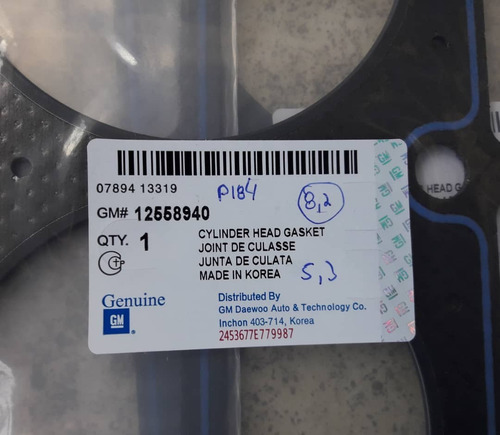 07894 13319
P184
8,2
GM# 12558940
QTY. 1
CYLINDER HEAD GASKET
JOINT DE CULASSE
JUNTA DE CULATA
MADE IN KOREA
5,3
Genuine
GM
Distributed By
GM Daewoo Auto & Technology Co.
Inchon 403-714, Korea
2453677E779987
HEAD GA